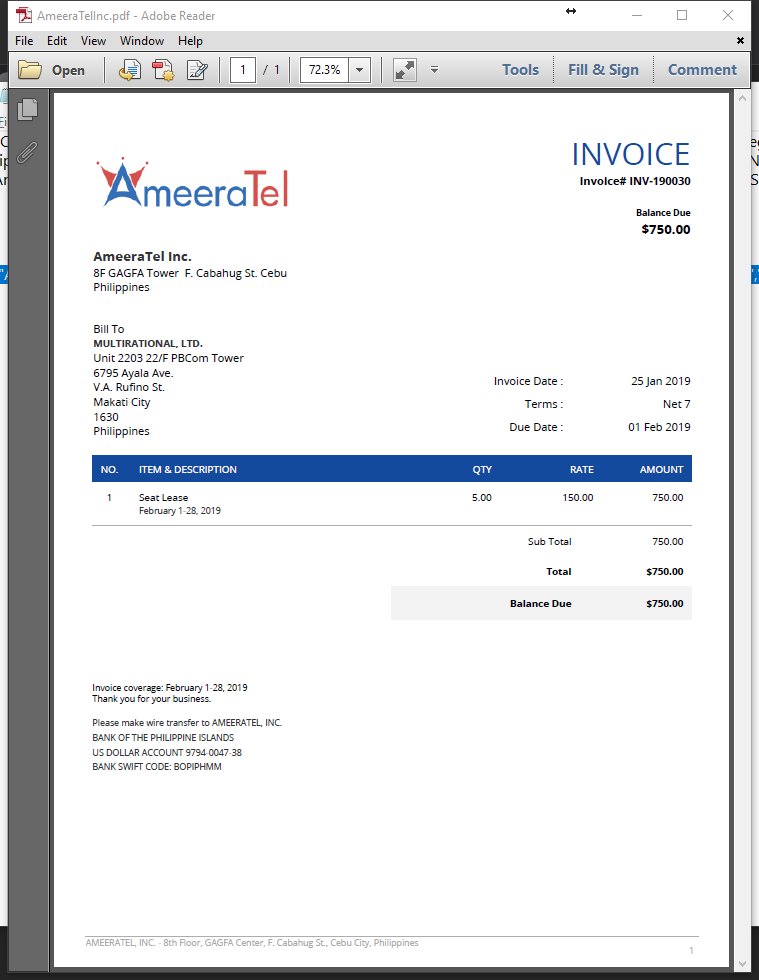 AmeeraTelInc.pdf - Adobe Reader
File Edit View Window Help
Open 1 / 1 72.3% Tools Fill & Sign Comment
AmeeraTel
INVOICE
Invoice# INV-190030
Balance Due
$750.00
AmeeraTel Inc.
8F GAGFA Tower F. Cabahug St. Cebu
Philippines
Bill To
MULTIRATIONAL, LTD.
Unit 2203 22/F PBCom Tower
6795 Ayala Ave.
V.A. Rufino St.
Makati City
1630
Philippines
Invoice Date : 25 Jan 2019
Terms : Net 7
Due Date : 01 Feb 2019
NO. ITEM & DESCRIPTION QTY RATE AMOUNT
1 Seat Lease 5.00 150.00 750.00
February 1-28, 2019
Sub Total 750.00
Total $750.00
Balance Due $750.00
Invoice coverage: February 1-28, 2019
Thank you for your business.
Please make wire transfer to AMEERATEL, INC.
BANK OF THE PHILIPPINE ISLANDS
US DOLLAR ACCOUNT 9794-0047-38
BANK SWIFT CODE: BOPIPHMM
AMEERATEL, INC. - 8th Floor, GAGFA Center, F. Cabahug St., Cebu City, Philippines
1